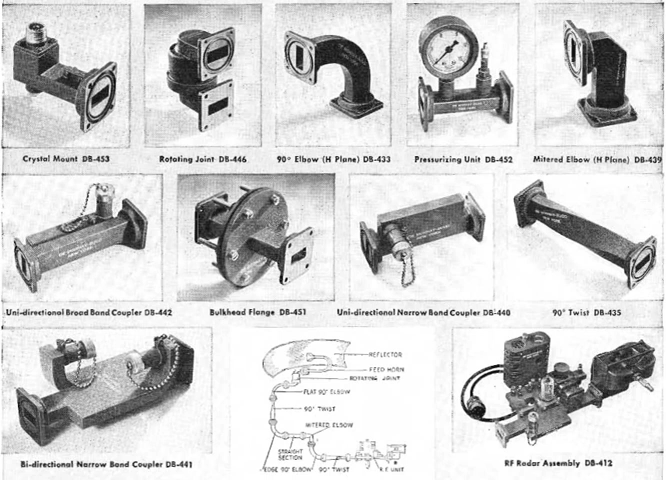 Crystal Mount DB-453
Rotating Joint DB-446
90° Elbow (H Plane) DB-433
Pressurizing Unit DB-452
Mitered Elbow (H Plane) DB-439
Uni-directional Broad Band Coupler DB-442
Bulkhead Flange DB-451
Uni-directional Narrow Band Coupler DB-440
90° Twist DB-435
REFLECTOR
FEED HORN
ROTATING JOINT
FLAT 90° ELBOW
90° TWIST
MITERED ELBOW
STRAIGHT
SECTION
EDGE 90° ELBOW
90° TWIST
R.F. UNIT
Bi-directional Narrow Band Coupler DB-441
RF Radar Assembly DB-412